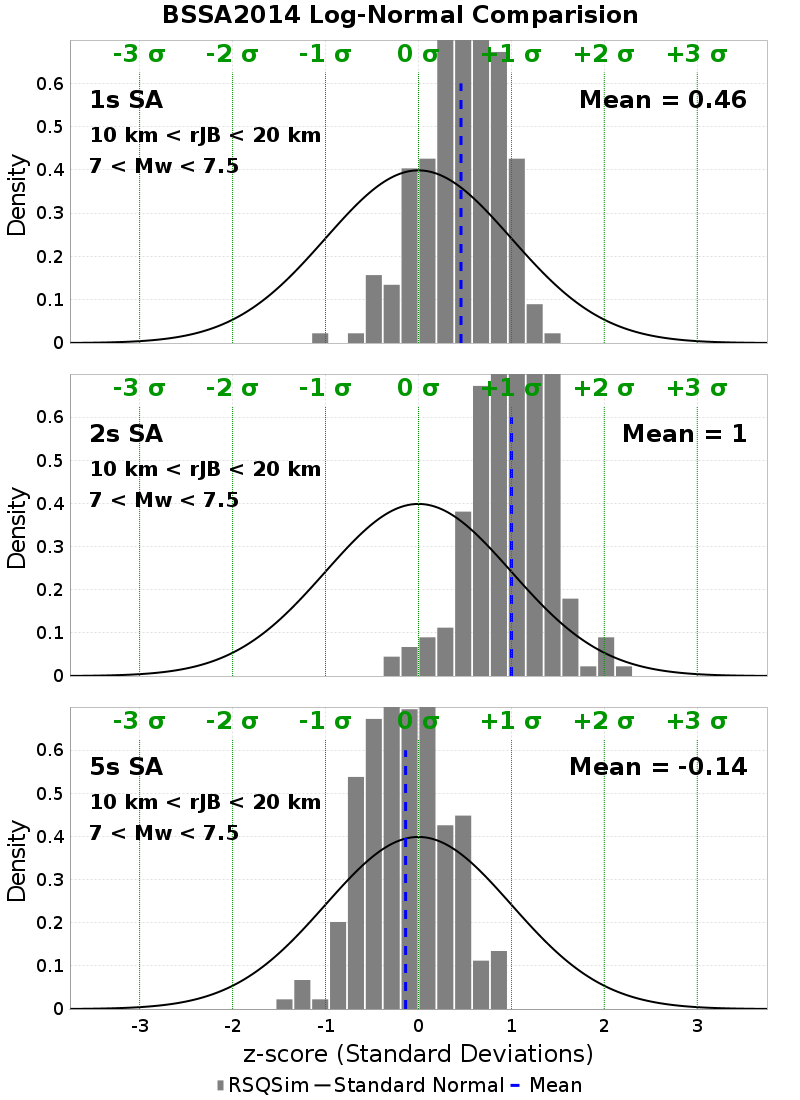 BSSA2014 Log-Normal Comparision
-3 σ -2 σ -1 σ 0 σ +1 σ +2 σ +3 σ
1s SA
Mean = 0.46
10 km < rJB < 20 km
7 < Mw < 7.5
Density
0.6
0.5
0.4
0.3
0.2
0.1
0
-3 σ -2 σ -1 σ 0 σ +1 σ +2 σ +3 σ
2s SA
Mean = 1
10 km < rJB < 20 km
7 < Mw < 7.5
Density
0.6
0.5
0.4
0.3
0.2
0.1
0
-3 σ -2 σ -1 σ 0 σ +1 σ +2 σ +3 σ
5s SA
Mean = -0.14
10 km < rJB < 20 km
7 < Mw < 7.5
Density
0.6
0.5
0.4
0.3
0.2
0.1
0
-3 -2 -1 0 1 2 3
z-score (Standard Deviations)
RSQSim Standard Normal Mean